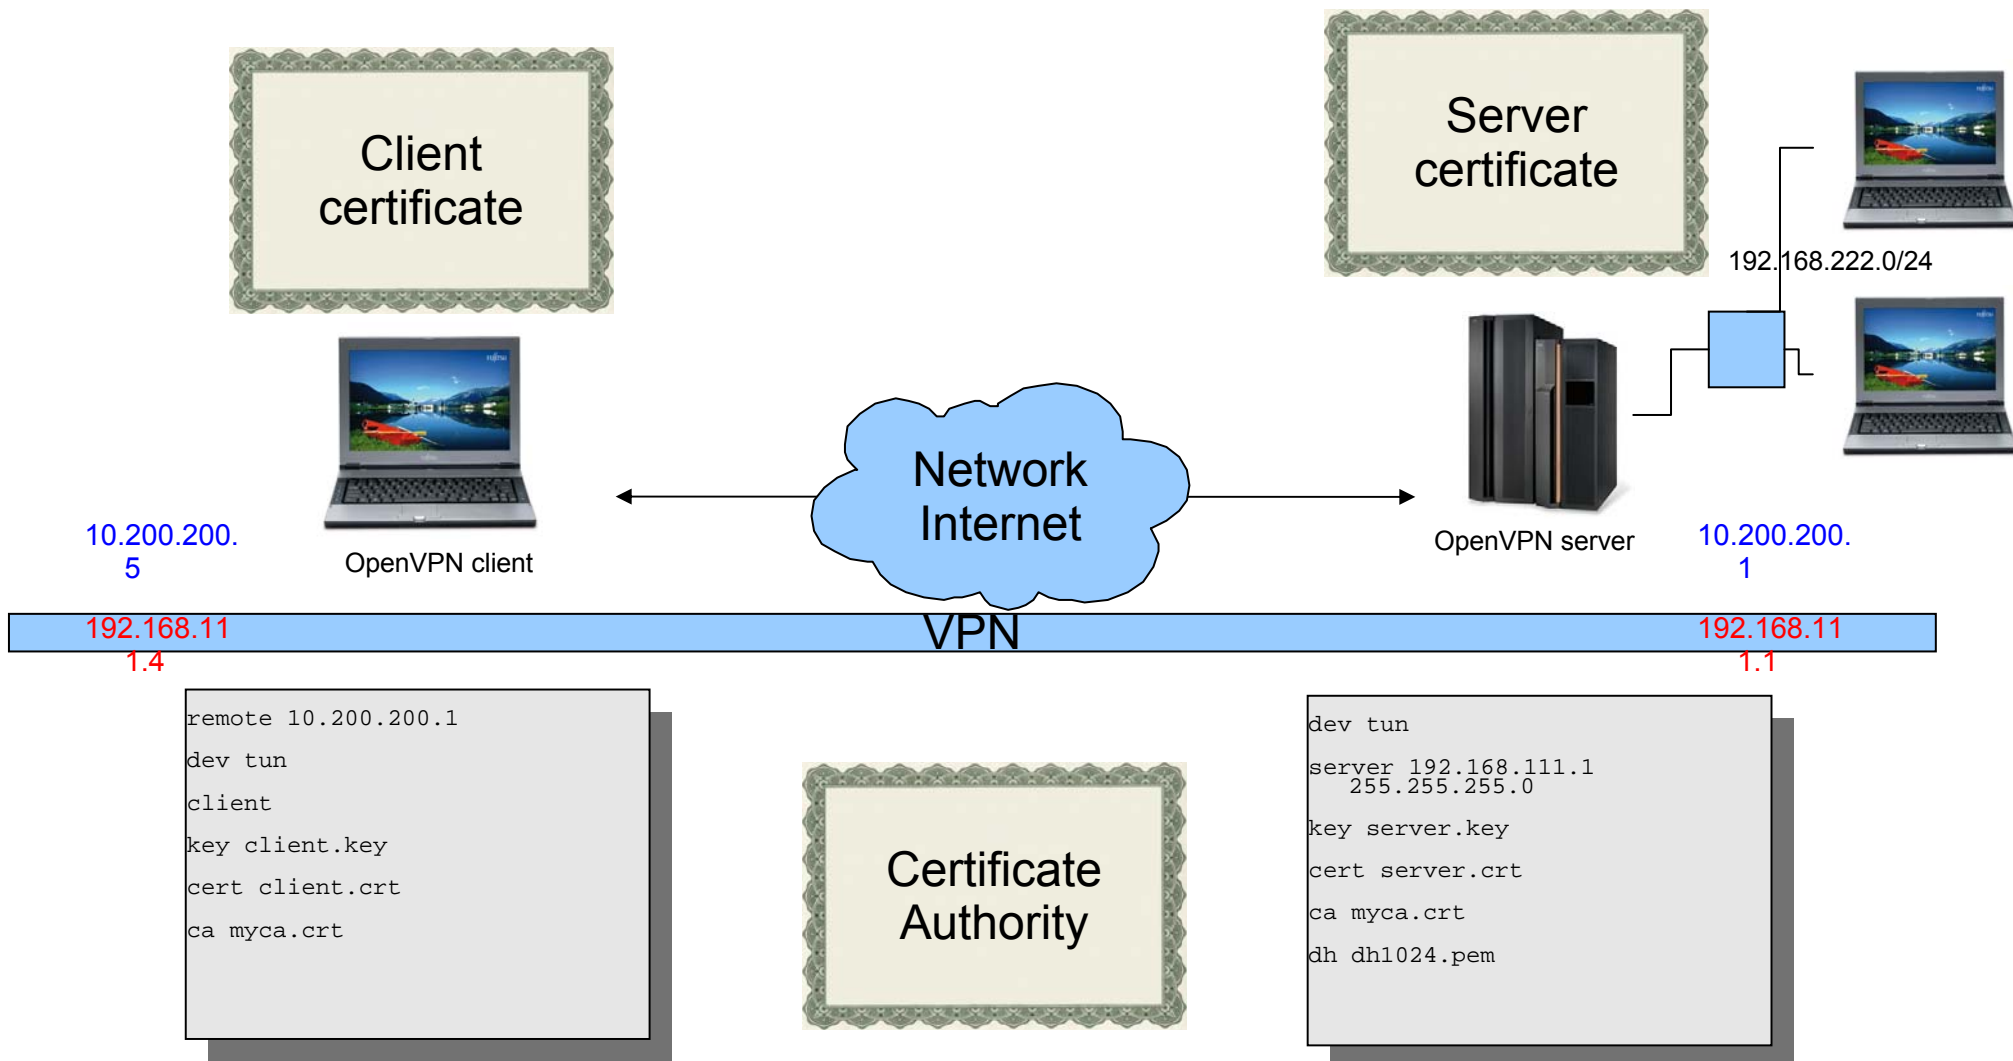 Client
certificate
Server
certificate
192.168.222.0/24
Network
Internet
10.200.200.
5
OpenVPN client
OpenVPN server
10.200.200.
1
192.168.11
1.4
VPN
192.168.11
1.1
remote 10.200.200.1
dev tun
client
key client.key
cert client.crt
ca myca.crt
Certificate
Authority
dev tun
server 192.168.111.1
255.255.255.0
key server.key
cert server.crt
ca myca.crt
dh dh1024.pem